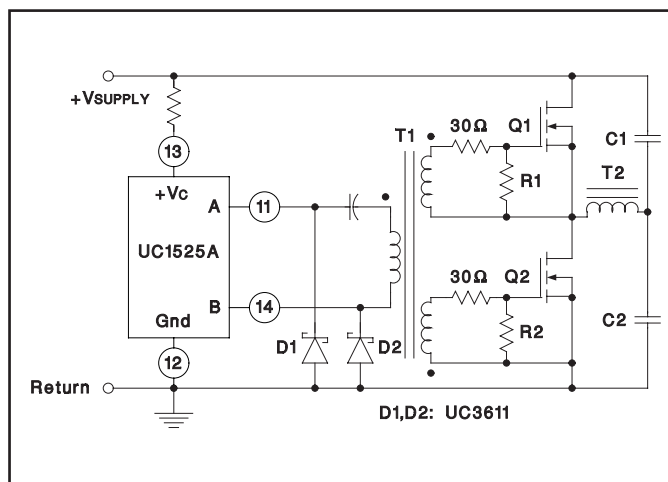 +VSUPPLY
13
+VC
A
11
UC1525A
B
14
Gnd
12
Return
D1
D2
T1
30Ω
Q1
R1
C1
T2
30Ω
Q2
R2
C2
D1,D2: UC3611